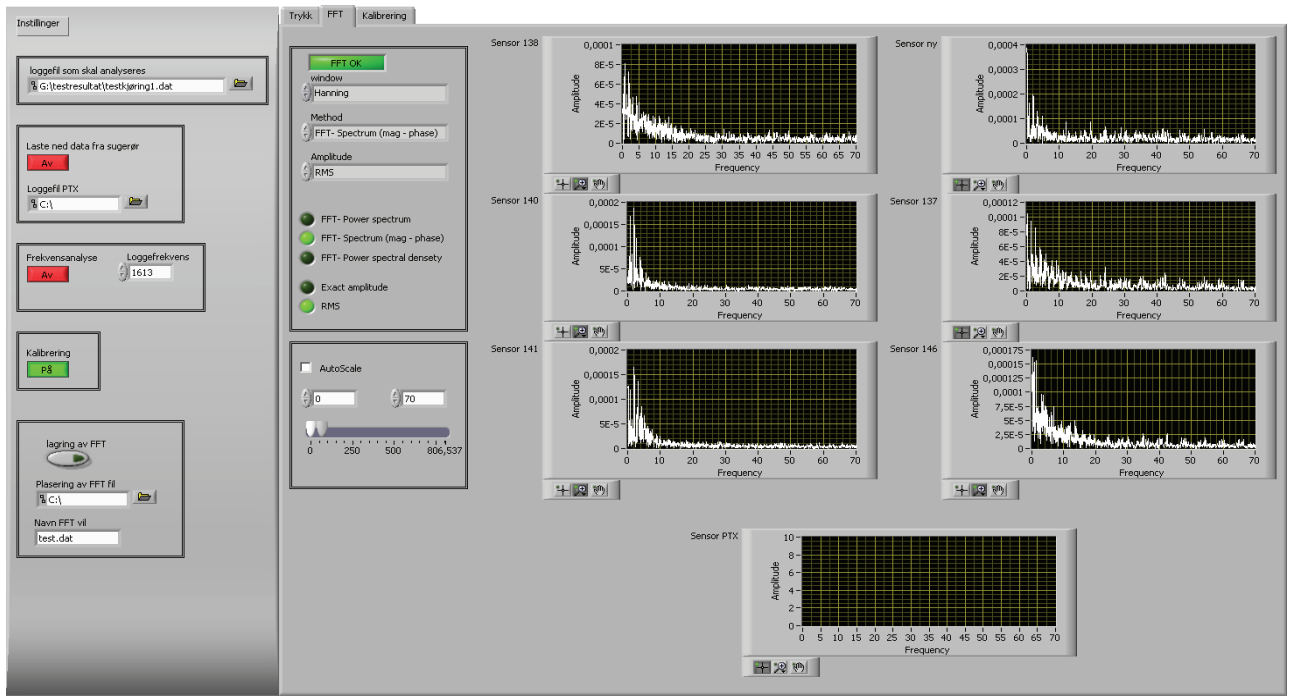 Instillinger
loggefil som skal analyseres
G:\testresultat\testkjøring1.dat
Laste ned data fra sugerør
Av
Loggefil PTX
C:\
Frekvensanalyse
Loggefrekvens
Av
1613
Kalibrering
På
lagring av FFT
Plasering av FFT fil
C:\
Navn FFT vil
test.dat
Trykk
FFT
Kalibrering
FFT OK
window
Hanning
Method
FFT- Spectrum (mag - phase)
Amplitude
RMS
FFT- Power spectrum
FFT- Spectrum (mag - phase)
FFT- Power spectral densety
Exact amplitude
RMS
AutoScale
0
70
0 250 500 806,537
Sensor 138
Amplitude
0,0001
8E-5
6E-5
4E-5
2E-5
0
0 5 10 15 20 25 30 35 40 45 50 55 60 65 70
Frequency
Sensor ny
Amplitude
0,0004
0,0003
0,0002
0,0001
0
0 10 20 30 40 50 60 70
Frequency
Sensor 140
Amplitude
0,0002
0,00015
0,0001
5E-5
0
0 10 20 30 40 50 60 70
Frequency
Sensor 137
Amplitude
0,00012
0,0001
8E-5
6E-5
4E-5
2E-5
0
0 10 20 30 40 50 60 70
Frequency
Sensor 141
Amplitude
0,0002
0,00015
0,0001
5E-5
0
0 10 20 30 40 50 60 70
Frequency
Sensor 146
Amplitude
0,000175
0,00015
0,000125
0,0001
7,5E-5
5E-5
2,5E-5
0
0 10 20 30 40 50 60 70
Frequency
Sensor PTX
Amplitude
10
8
6
4
2
0
0 5 10 15 20 25 30 35 40 45 50 55 60 65 70
Frequency